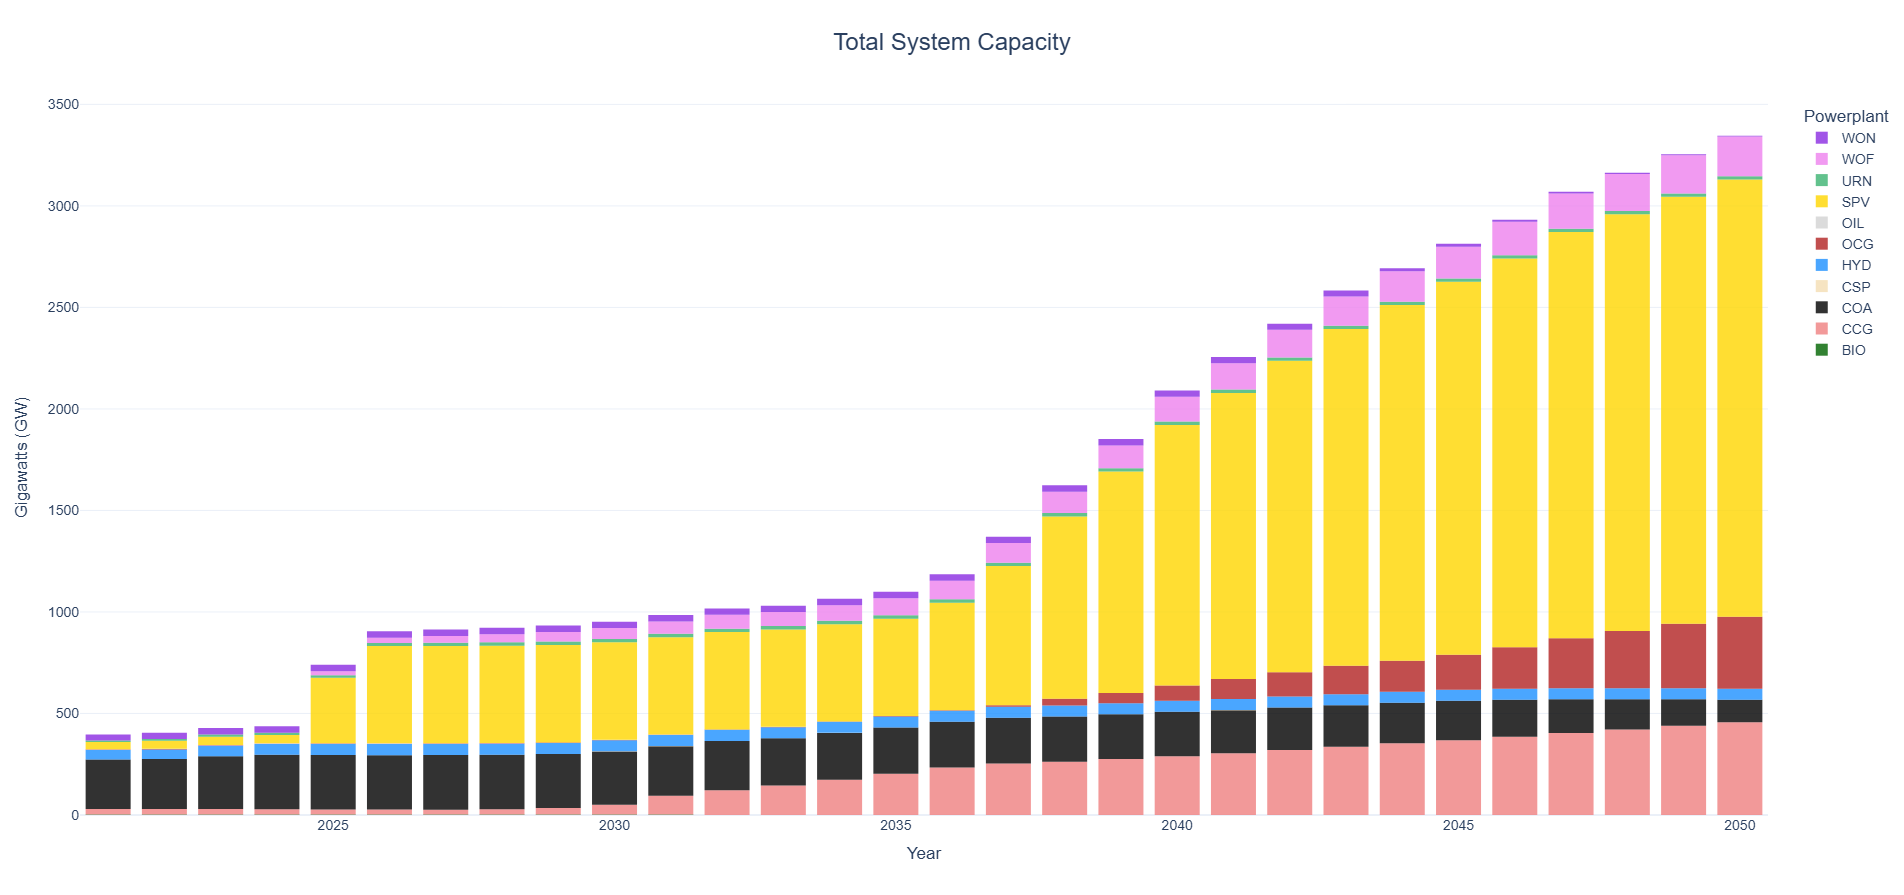 Total System Capacity
3500
3000
2500
2000
1500
1000
500
0
Gigawatts (GW)
2025 2030 2035 2040 2045 2050
Year
Powerplant
WON
WOF
URN
SPV
OIL
OCG
HYD
CSP
COA
CCG
BIO